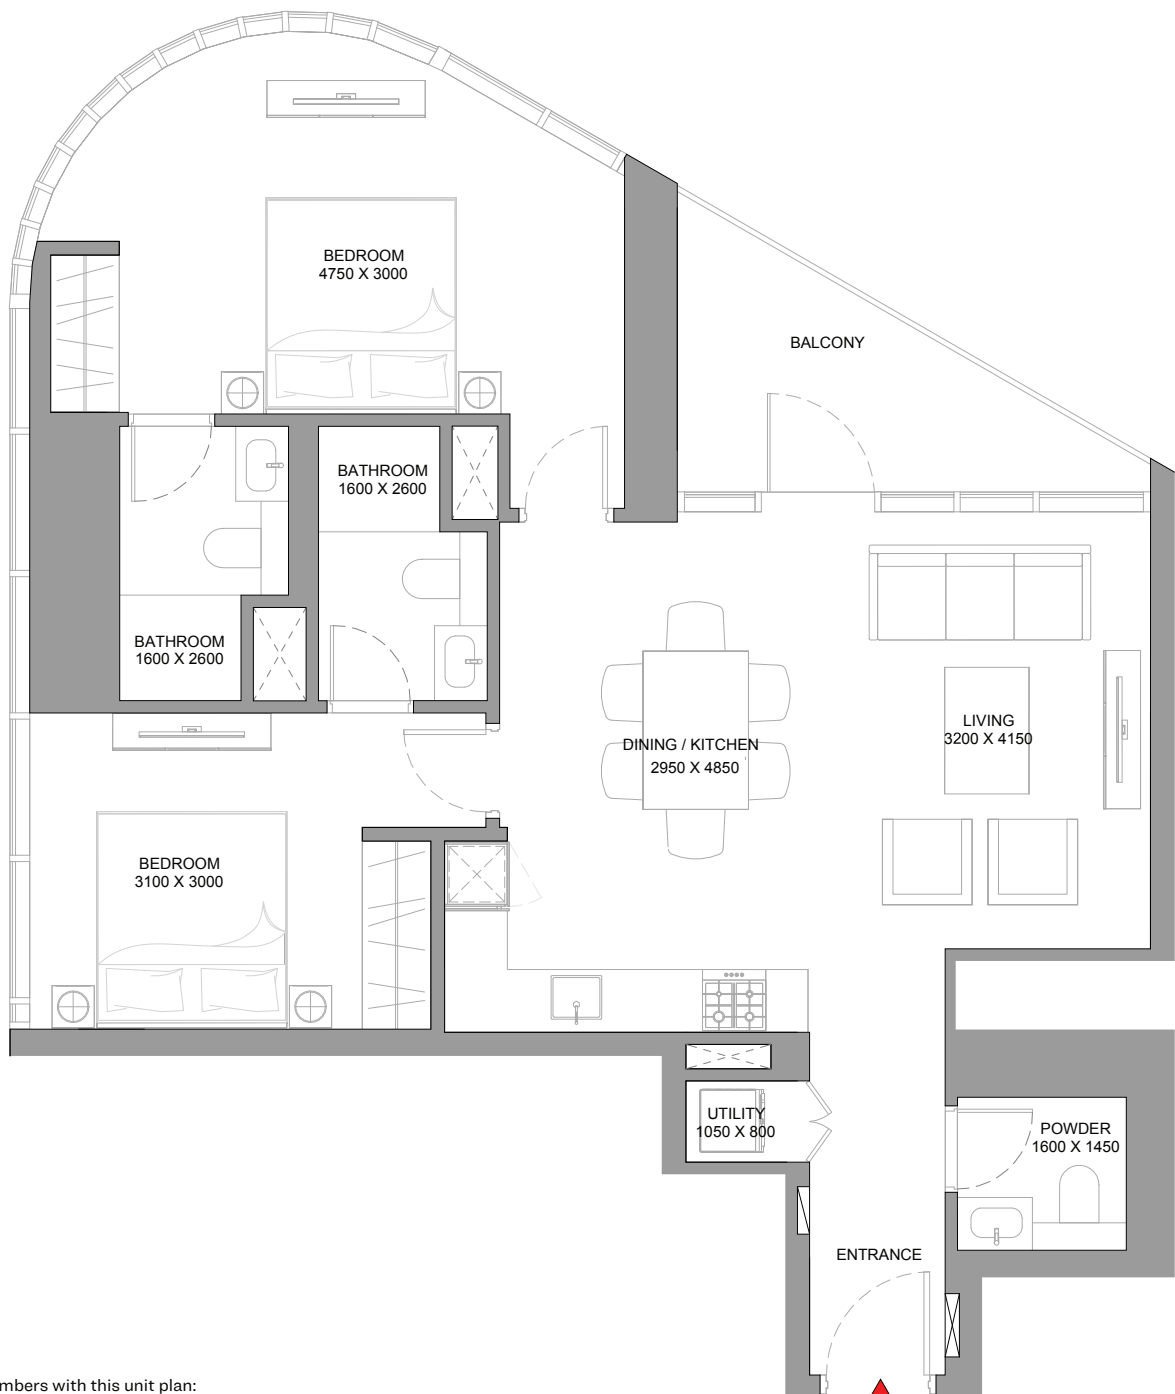 BEDROOM
4750 X 3000
BALCONY
BATHROOM
1600 X 2600
BATHROOM
1600 X 2600
LIVING
3200 X 4150
DINING / KITCHEN
2950 X 4850
BEDROOM
3100 X 3000
UTILITY
1050 X 800
POWDER
1600 X 1450
ENTRANCE
mbers with this unit plan: